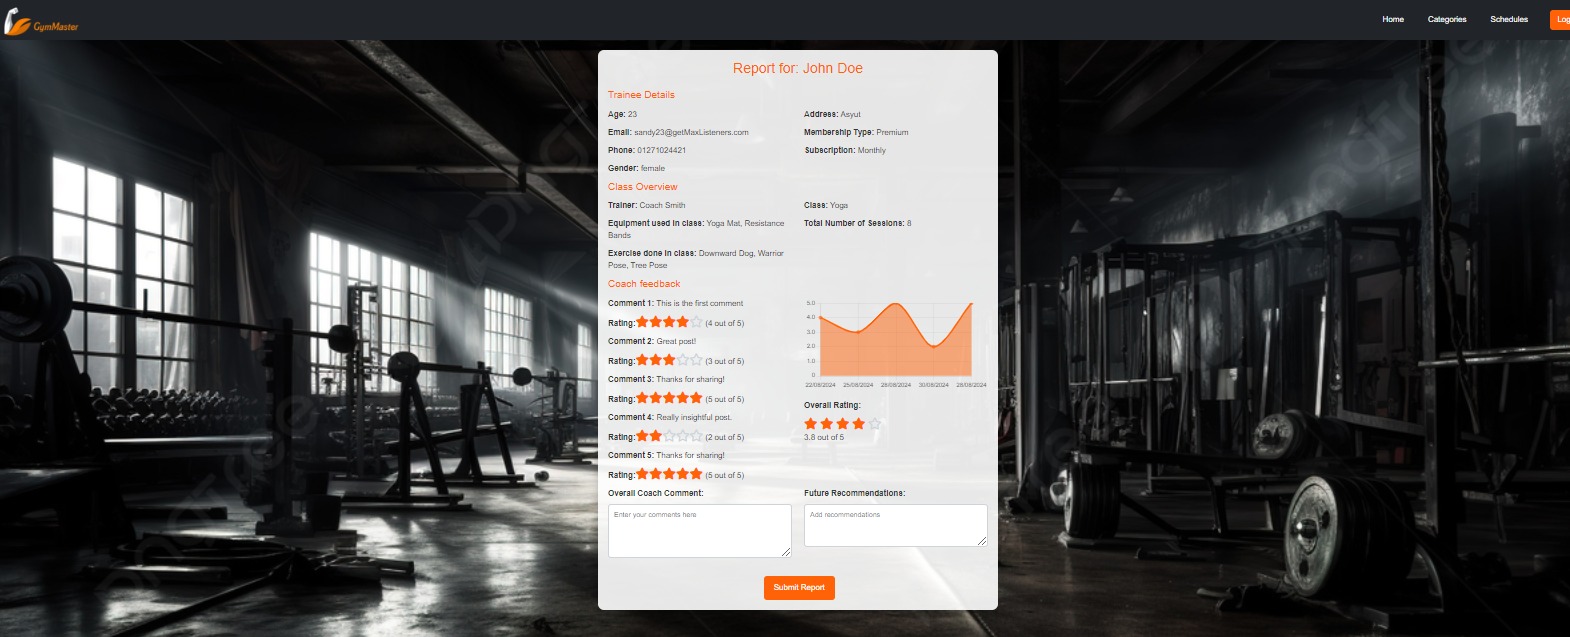 GymMaster
Home Categories Schedules Log
Report for: John Doe
Trainee Details
Age: 23
Address: Asyut
Email: sandy23@getMaxListeners.com
Membership Type: Premium
Phone: 01271024421
Subscription: Monthly
Gender: female
Class Overview
Trainer: Coach Smith
Class: Yoga
Equipment used in class: Yoga Mat, Resistance
Bands
Total Number of Sessions: 8
Exercise done in class: Downward Dog, Warrior
Pose, Tree Pose
Coach feedback
Comment 1: This is the first comment
Rating: (4 out of 5)
Comment 2: Great post!
Rating: (3 out of 5)
Comment 3: Thanks for sharing!
Rating: (5 out of 5)
Comment 4: Really insightful post.
Rating: (2 out of 5)
Comment 5: Thanks for sharing!
Rating: (5 out of 5)
5.0
4.0
3.0
2.0
1.0
0
22/08/2024 25/08/2024 28/08/2024 30/08/2024 28/08/2024
Overall Rating:
3.8 out of 5
Overall Coach Comment:
Enter your comments here
Future Recommendations:
Add recommendations
Submit Report